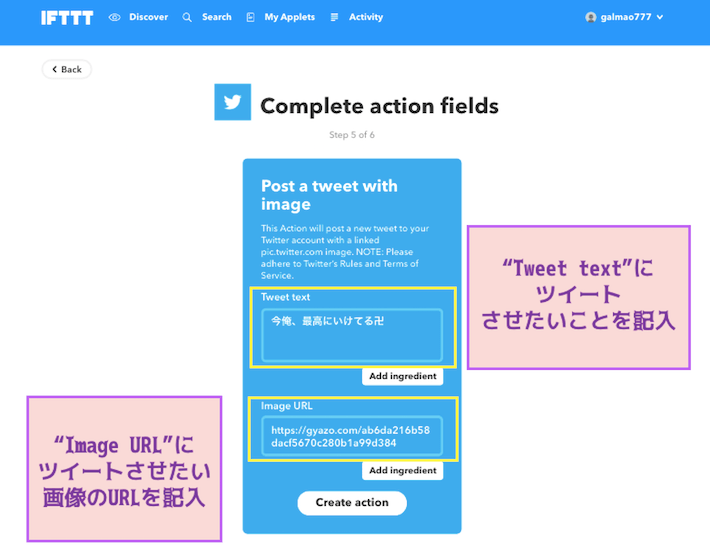 IFTTT Discover Search My Applets Activity galmao777
Back
Complete action fields
Step 5 of 6
Post a tweet with
image
This Action will post a new tweet to your
Twitter account with a linked
pic.twitter.com image. NOTE: Please
adhere to Twitter's Rules and Terms of
Service.
Tweet text
今俺、最高にいけてる卍
Add ingredient
“Tweet text”に
ツイート
させたいことを記入
Image URL
https://gyazo.com/ab6da216b58
dacf5670c280b1a99d384
Add ingredient
“Image URL”に
ツイートさせたい
画像のURLを記入
Create action